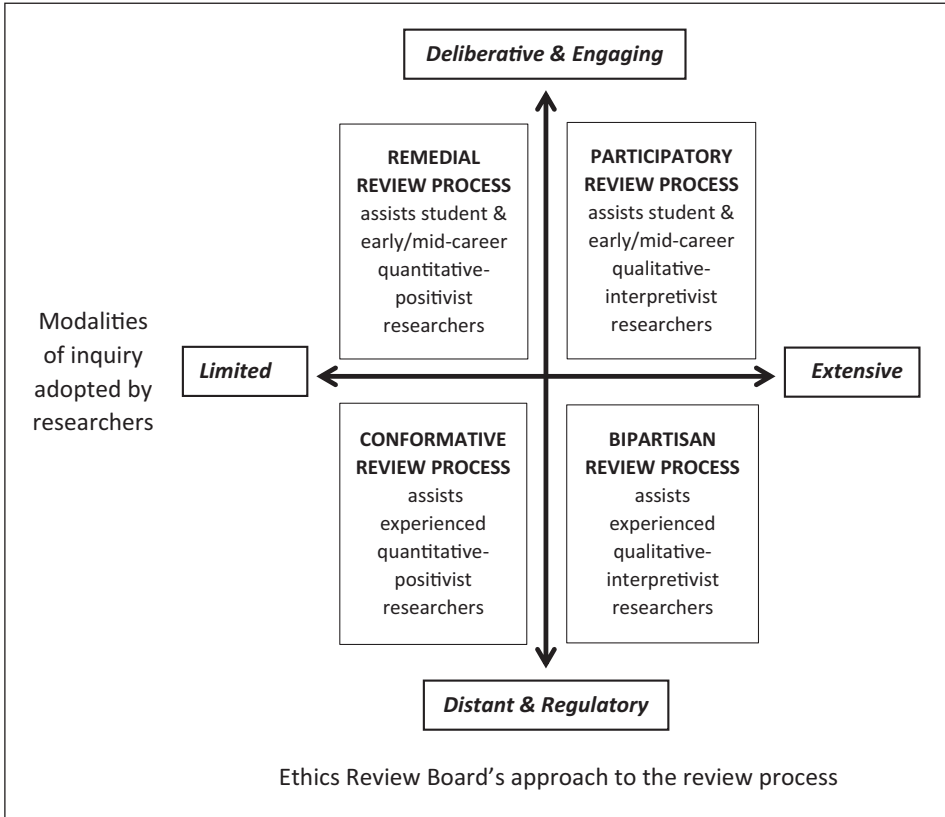 Deliberative & Engaging
REMEDIAL
REVIEW PROCESS
assists student &
early/mid-career
quantitative-
positivist
researchers
PARTICIPATORY
REVIEW PROCESS
assists student &
early/mid-career
qualitative-
interpretivist
researchers
Modalities
of inquiry
adopted by
researchers
Limited
Extensive
CONFORMATIVE
REVIEW PROCESS
assists
experienced
quantitative-
positivist
researchers
BIPARTISAN
REVIEW PROCESS
assists
experienced
qualitative-
interpretivist
researchers
Distant & Regulatory
Ethics Review Board’s approach to the review process